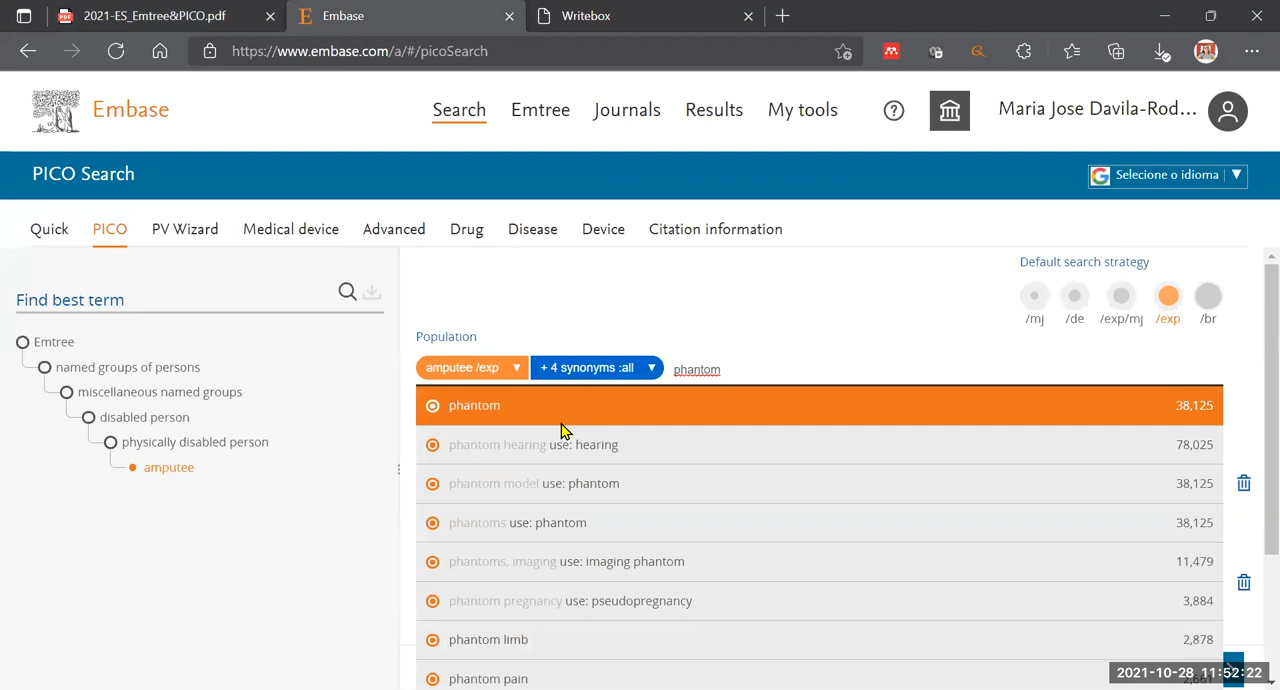 2021-ES_Emtree&PICO.pdf
Embase
Writebox
https://www.embase.com/a/#/picoSearch
Embase
Search
Emtree
Journals
Results
My tools
Maria Jose Davila-Rod...
PICO Search
Selecione o idioma
Quick
PICO
PV Wizard
Medical device
Advanced
Drug
Disease
Device
Citation information
Default search strategy
/mj
/de
/exp/mj
/exp
/br
Find best term
Emtree
named groups of persons
miscellaneous named groups
disabled person
physically disabled person
amputee
Population
amputee /exp
+ 4 synonyms :all
phantom
phantom 38,125
phantom hearing use: hearing 78,025
phantom model use: phantom 38,125
phantoms use: phantom 38,125
phantoms, imaging use: imaging phantom 11,479
phantom pregnancy use: pseudopregnancy 3,884
phantom limb 2,878
phantom pain
2021-10-28 11:52:22